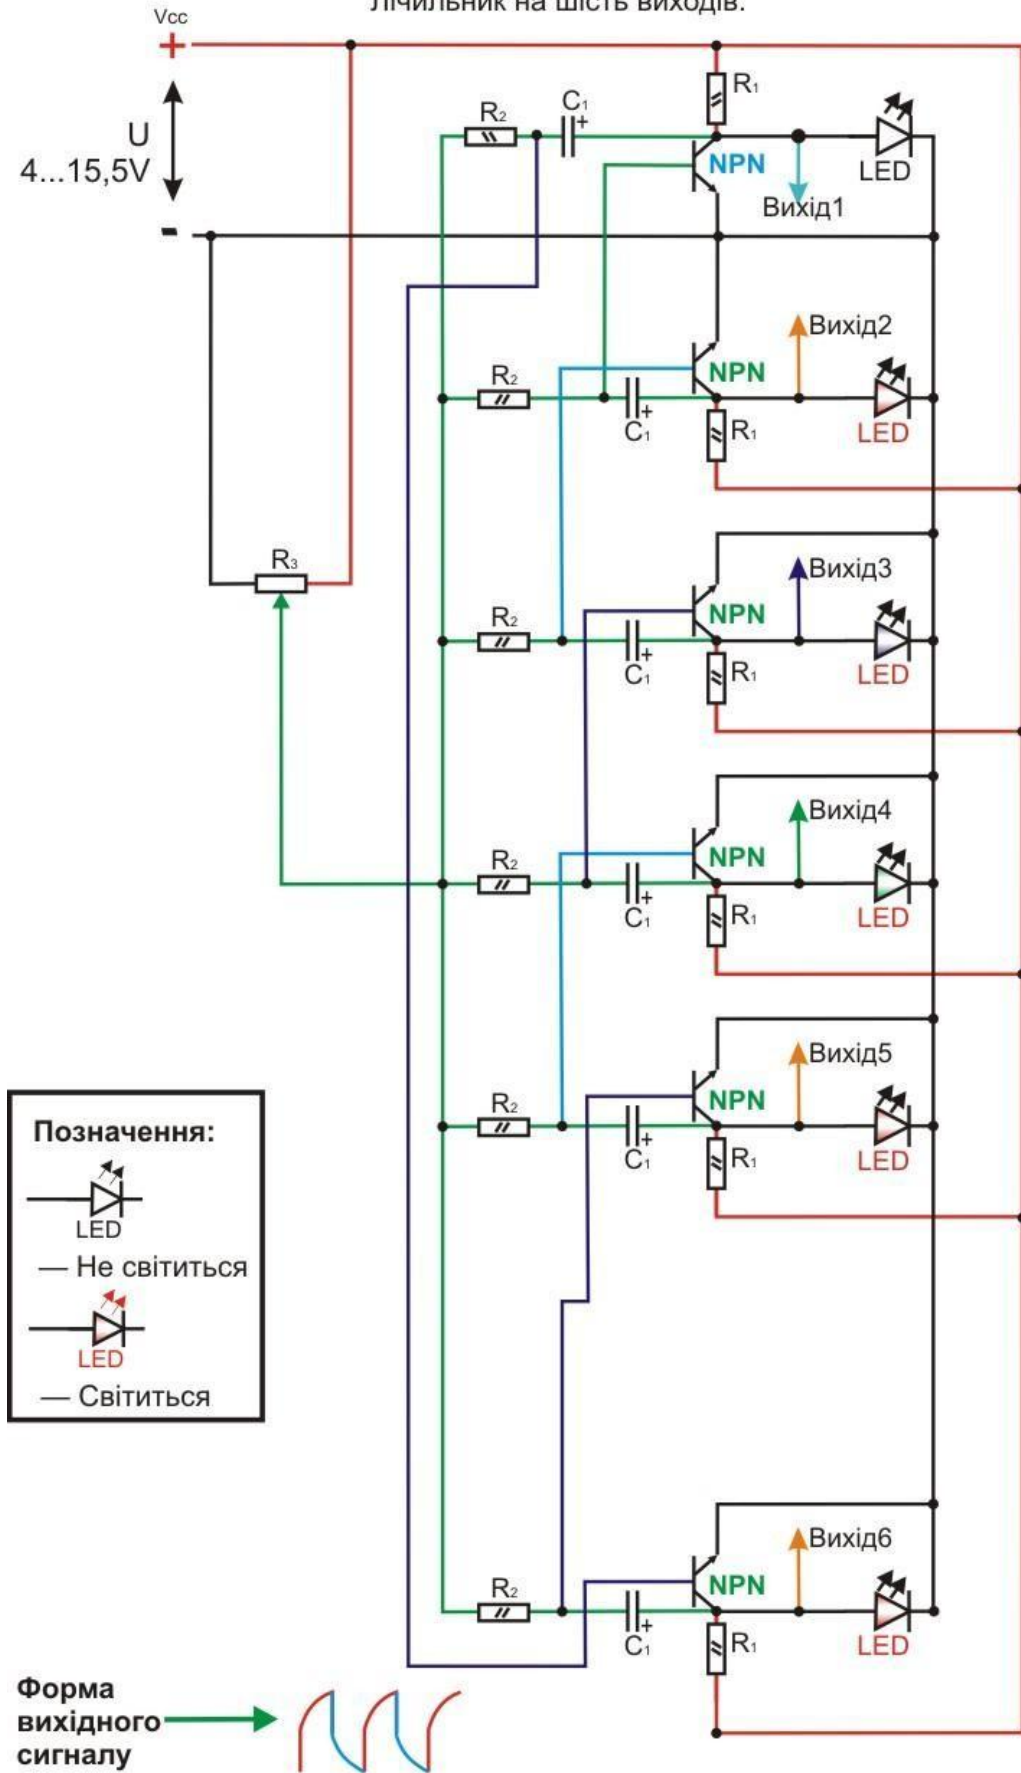 Лічильник на шість виходів.
Vcc
+
U
4...15,5V
-
R1
R2
C1
+
NPN
LED
Вихід1
Вихід2
R2
NPN
C1
+
R1
LED
R3
Вихід3
R2
NPN
C1
+
R1
LED
Вихід4
R2
NPN
C1
+
R1
LED
Вихід5
R2
NPN
C1
+
R1
LED
Позначення:
LED
— Не світиться
LED
— Світиться
Вихід6
R2
NPN
C1
+
R1
LED
Форма
вихідного
сигналу